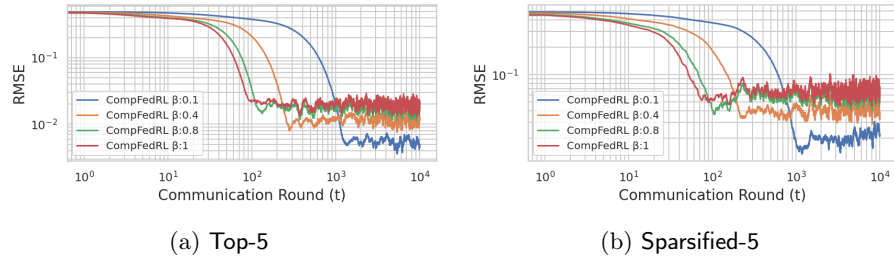 RMSE
10⁻¹
10⁻²
CompFedRL β:0.1
CompFedRL β:0.4
CompFedRL β:0.8
CompFedRL β:1
10⁰ 10¹ 10² 10³ 10⁴
Communication Round (t)
(a) Top-5
RMSE
10⁻¹
CompFedRL β:0.1
CompFedRL β:0.4
CompFedRL β:0.8
CompFedRL β:1
10⁰ 10¹ 10² 10³ 10⁴
Communication Round (t)
(b) Sparsified-5